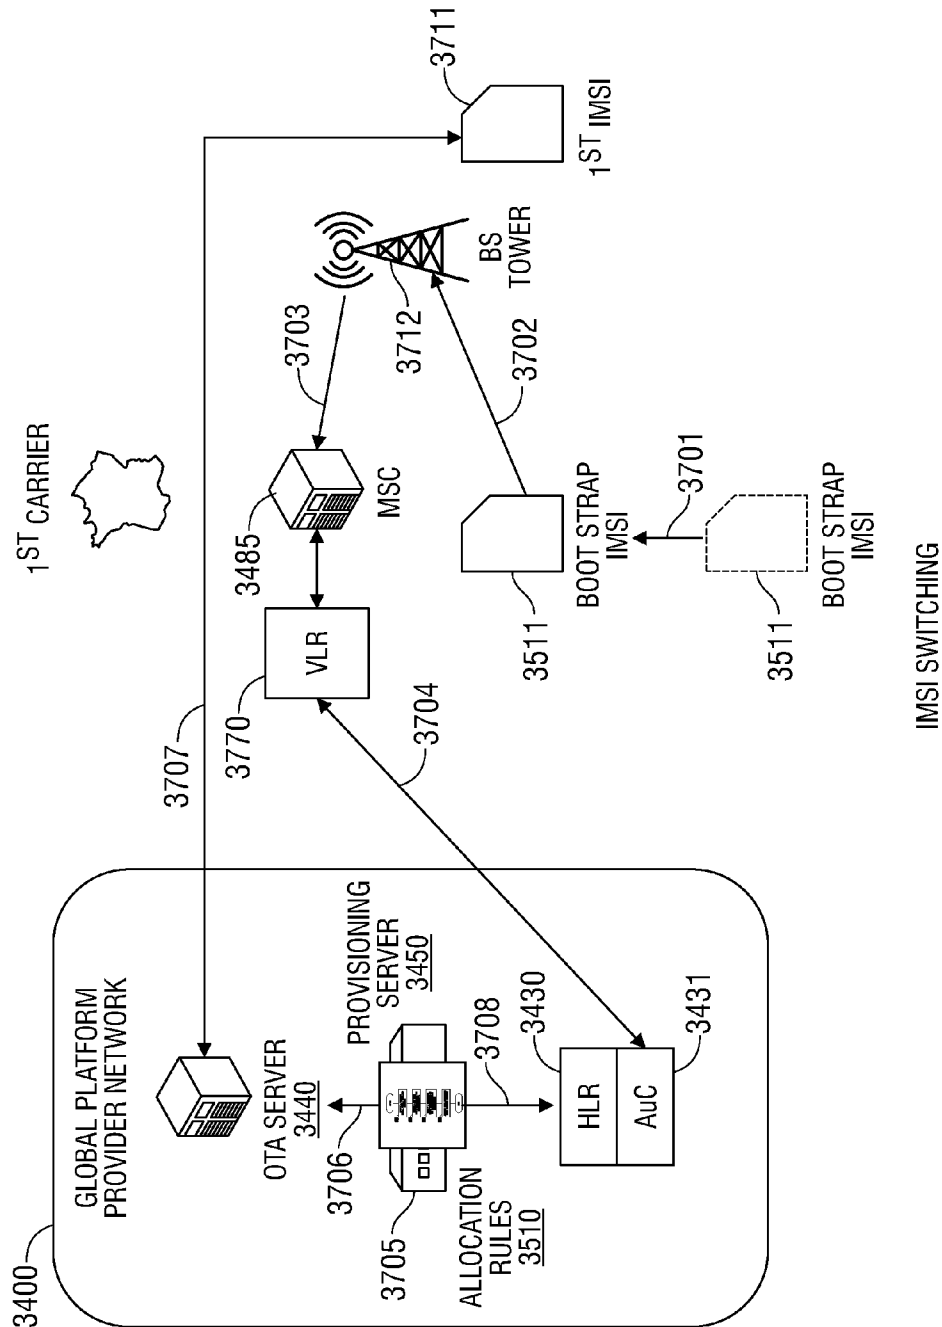 3400
GLOBAL PLATFORM
PROVIDER NETWORK
OTA SERVER
3440
3706
PROVISIONING
SERVER
3450
3705
ALLOCATION
RULES
3510
3708
3430
HLR
AuC
3431
3707
3704
3770
VLR
1ST CARRIER
3485
MSC
3703
3712
BS
TOWER
3702
3511
BOOT STRAP
IMSI
3701
3511
BOOT STRAP
IMSI
3711
1ST IMSI
IMSI SWITCHING